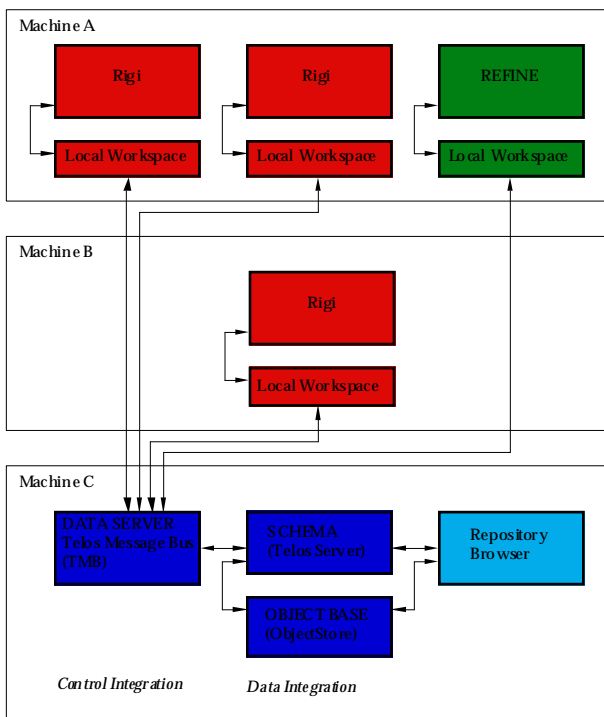 Machine A
Rigi
Rigi
REFINE
Local Workspace
Local Workspace
Local Workspace
Machine B
Rigi
Local Workspace
Machine C
DATA SERVER
Telos Message Bus
(TMB)
SCHEMA
(Telos Server)
Repository
Browser
OBJECT BASE
(ObjectStore)
Control Integration
Data Integration